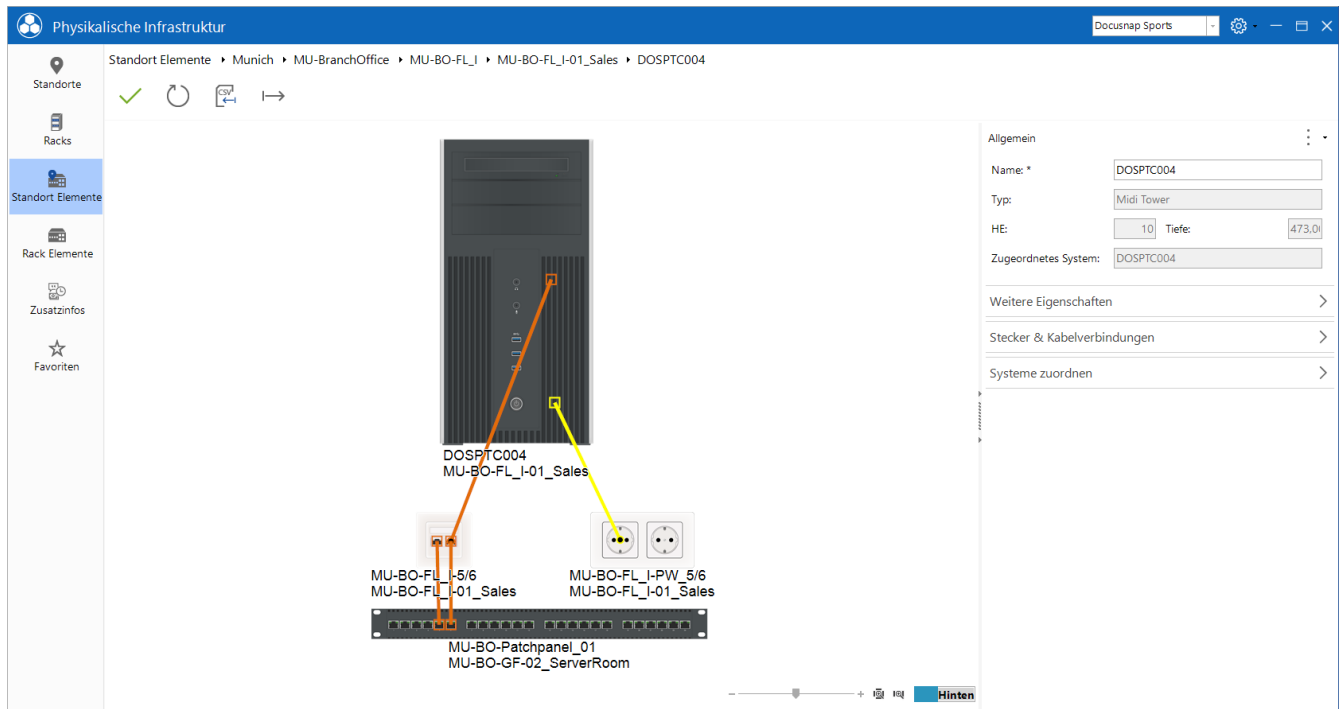 Physikalische Infrastruktur
Docusnap Sports
Standorte
Racks
Standort Elemente
Rack Elemente
Zusatzinfos
Favoriten
Standort Elemente Munich MU-BranchOffice MU-BO-FL_I MU-BO-FL_I-01_Sales DOSPTC004
CSV
DOSPTC004
MU-BO-FL_I-01_Sales
MU-BO-FL_I-5/6
MU-BO-FL_I-01_Sales
MU-BO-FL_I-PW_5/6
MU-BO-FL_I-01_Sales
MU-BO-Patchpanel_01
MU-BO-GF-02_ServerRoom
Hinten
Allgemein
Name: * DOSPTC004
Typ: Midi Tower
HE: 10 Tiefe: 473,0
Zugeordnetes System: DOSPTC004
Weitere Eigenschaften
Stecker & Kabelverbindungen
Systeme zuordnen